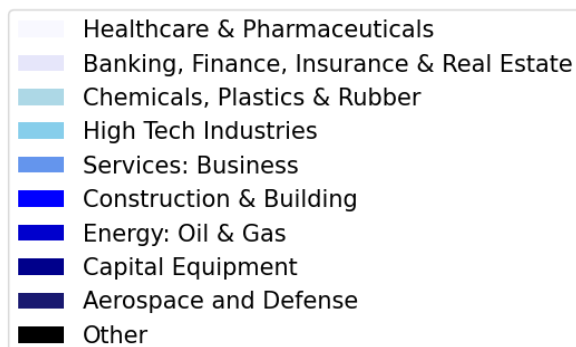 Healthcare & Pharmaceuticals
Banking, Finance, Insurance & Real Estate
Chemicals, Plastics & Rubber
High Tech Industries
Services: Business
Construction & Building
Energy: Oil & Gas
Capital Equipment
Aerospace and Defense
Other